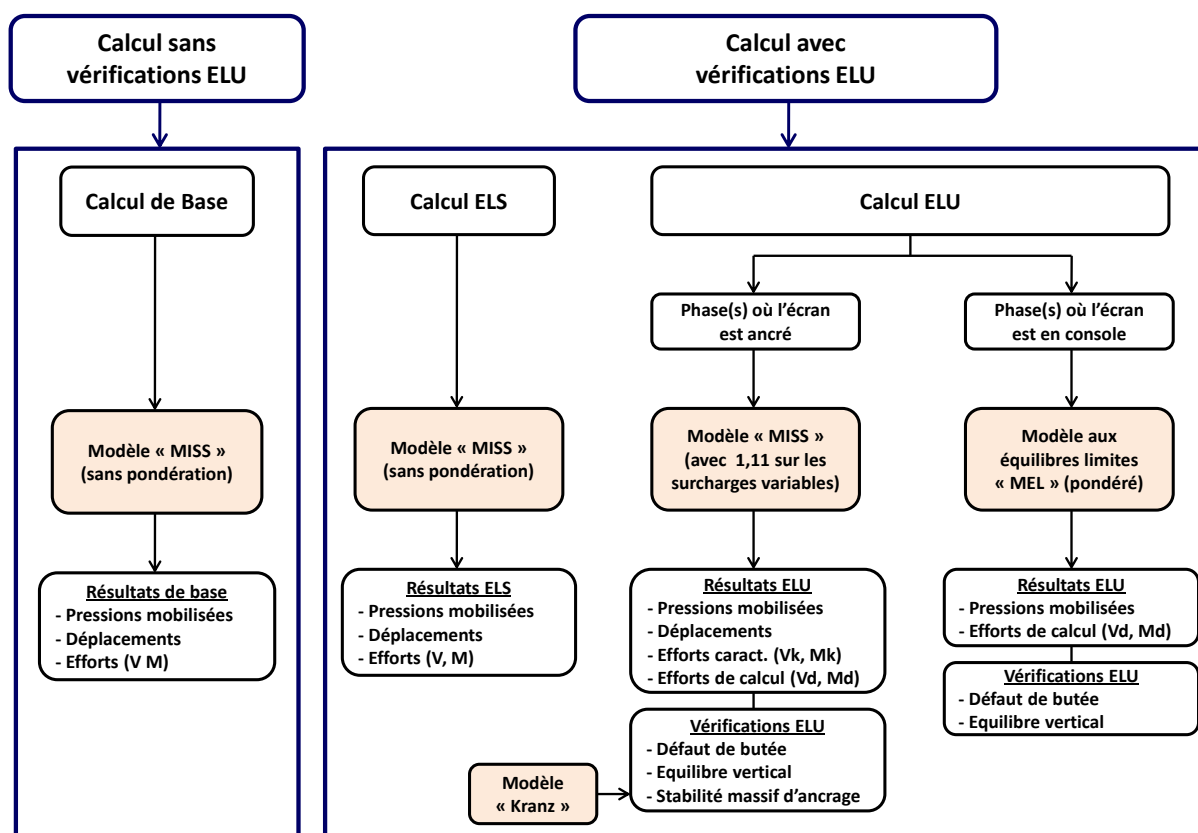 Calcul sans
vérifications ELU
Calcul avec
vérifications ELU
Calcul de Base
Calcul ELS
Calcul ELU
Phase(s) où l'écran
est ancré
Phase(s) où l'écran
est en console
Modèle « MISS »
(sans pondération)
Modèle « MISS »
(sans pondération)
Modèle « MISS »
(avec 1,11 sur les
surcharges variables)
Modèle aux
équilibres limites
« MEL » (pondéré)
Résultats de base
- Pressions mobilisées
- Déplacements
- Efforts (V M)
Résultats ELS
- Pressions mobilisées
- Déplacements
- Efforts (V, M)
Résultats ELU
- Pressions mobilisées
- Déplacements
- Efforts caract. (Vk, Mk)
- Efforts de calcul (Vd, Md)
Résultats ELU
- Pressions mobilisées
- Efforts de calcul (Vd, Md)
Vérifications ELU
- Défaut de butée
- Equilibre vertical
Vérifications ELU
- Défaut de butée
- Equilibre vertical
- Stabilité massif d'ancrage
Modèle
« Kranz »